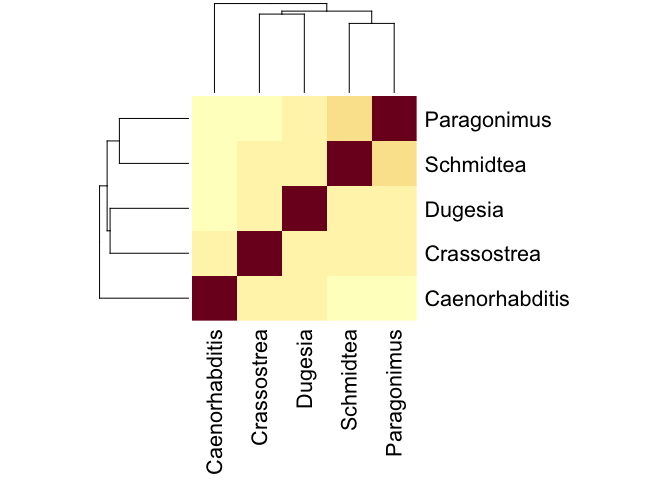 Paragonimus
Schmidtea
Dugesia
Crassostrea
Caenorhabditis
Caenorhabditis
Crassostrea
Dugesia
Schmidtea
Paragonimus